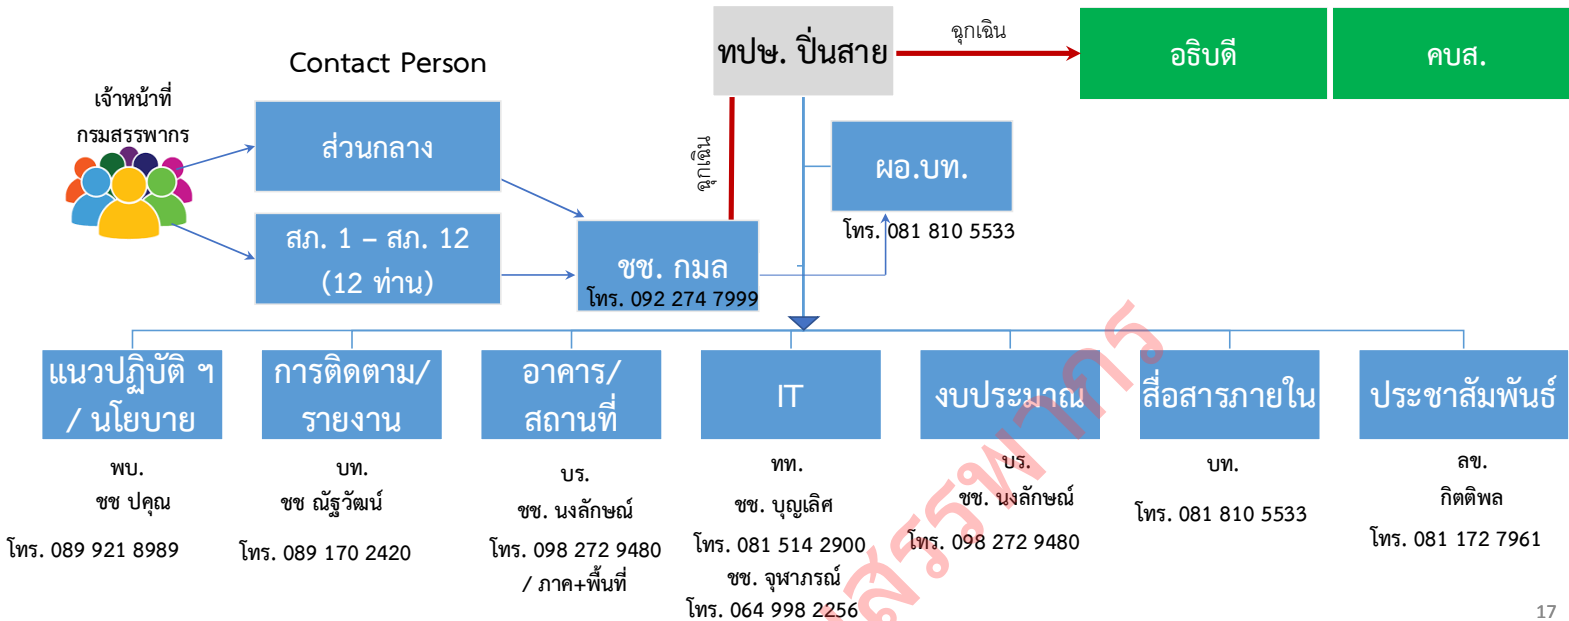 Contact Person
ทปษ. ปิ่นสาย
ฉุกเฉิน
อธิบดี
คบส.
เจ้าหน้าที่
กรมสรรพากร
ส่วนกลาง
ฉุกเฉิน
ผอ.บท.
โทร. 081 810 5533
สภ. 1 – สภ. 12
(12 ท่าน)
ชช. กมล
โทร. 092 274 7999
แนวปฏิบัติ ฯ
/ นโยบาย
พบ.
ชช ปคุณ
โทร. 089 921 8989
การติดตาม/
รายงาน
บท.
ชช ณัฐวัฒน์
โทร. 089 170 2420
อาคาร/
สถานที่
บร.
ชช. นงลักษณ์
โทร. 098 272 9480
/ ภาค+พื้นที่
IT
ทท.
ชช. บุญเลิศ
โทร. 081 514 2900
ชช. จุฬาภรณ์
โทร. 064 998 2256
งบประมาณ
บร.
ชช. นงลักษณ์
โทร. 098 272 9480
สื่อสารภายใน
บท.
โทร. 081 810 5533
ประชาสัมพันธ์
ลข.
กิตติพล
โทร. 081 172 7961
สรรพากร
17